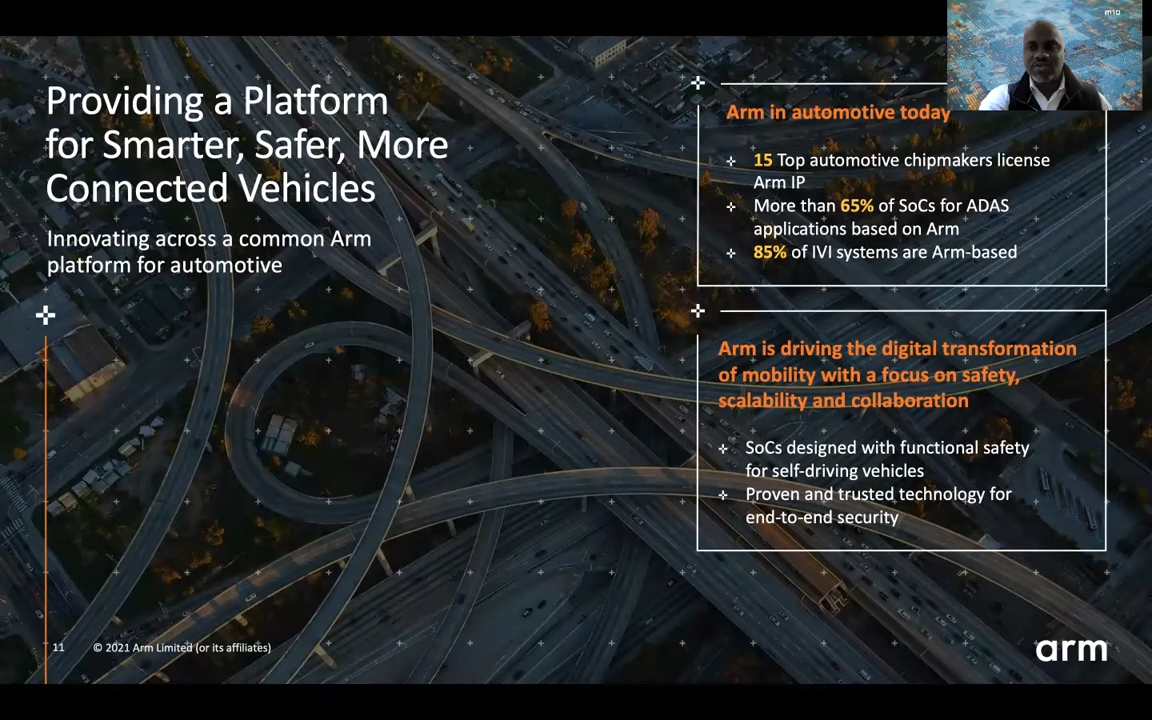 Providing a Platform
for Smarter, Safer, More
Connected Vehicles
Innovating across a common Arm
platform for automotive
Arm in automotive today
15 Top automotive chipmakers license
Arm IP
More than 65% of SoCs for ADAS
applications based on Arm
85% of IVI systems are Arm-based
Arm is driving the digital transformation
of mobility with a focus on safety,
scalability and collaboration
SoCs designed with functional safety
for self-driving vehicles
Proven and trusted technology for
end-to-end security
11 © 2021 Arm Limited (or its affiliates)
arm